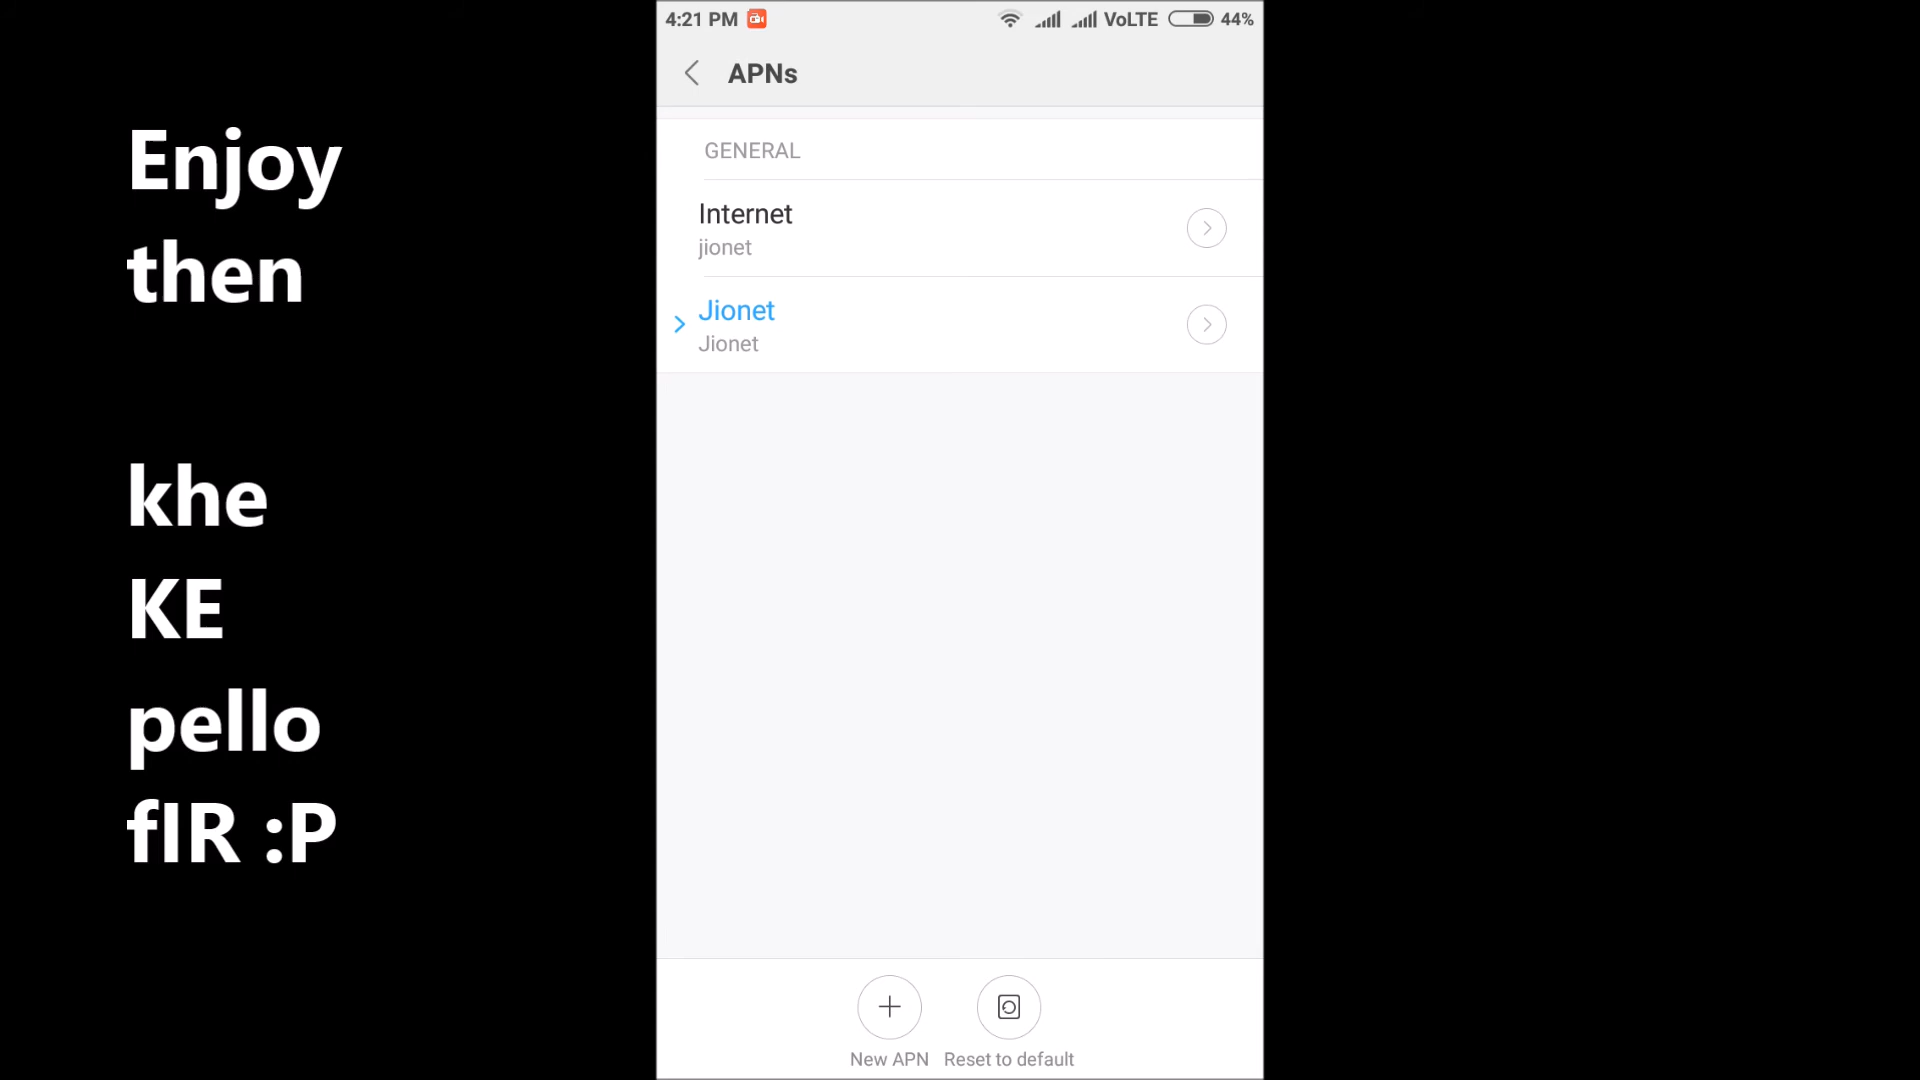 Enjoy
then
khe
KE
pello
fIR :P
4:21 PM VoLTE 44%
APNs
GENERAL
Internet
jionet
Jionet
Jionet
New APN Reset to default